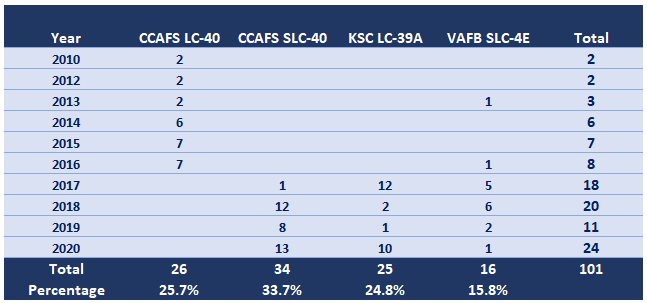 Year CCAFS LC-40 CCAFS SLC-40 KSC LC-39A VAFB SLC-4E Total
2010 2 2
2012 2 2
2013 2 1 3
2014 6 6
2015 7 7
2016 7 1 8
2017 1 12 5 18
2018 12 2 6 20
2019 8 1 2 11
2020 13 10 1 24
Total 26 34 25 16 101
Percentage 25.7% 33.7% 24.8% 15.8%